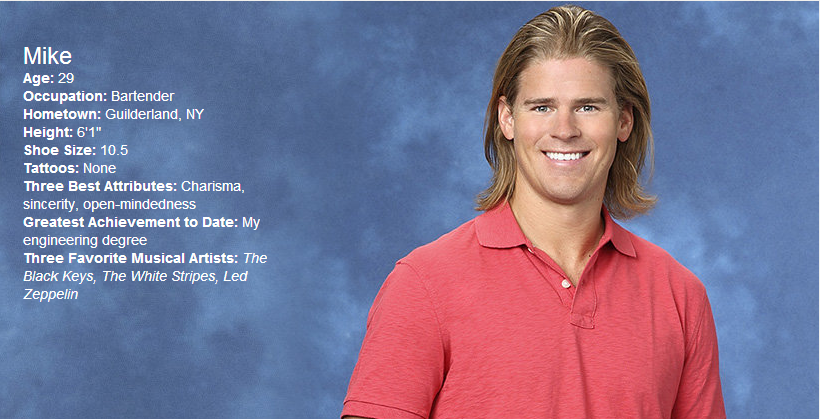 Mike
Age: 29
Occupation: Bartender
Hometown: Guilderland, NY
Height: 6'1"
Shoe Size: 10.5
Tattoos: None
Three Best Attributes: Charisma,
sincerity, open-mindedness
Greatest Achievement to Date: My
engineering degree
Three Favorite Musical Artists: The
Black Keys, The White Stripes, Led
Zeppelin